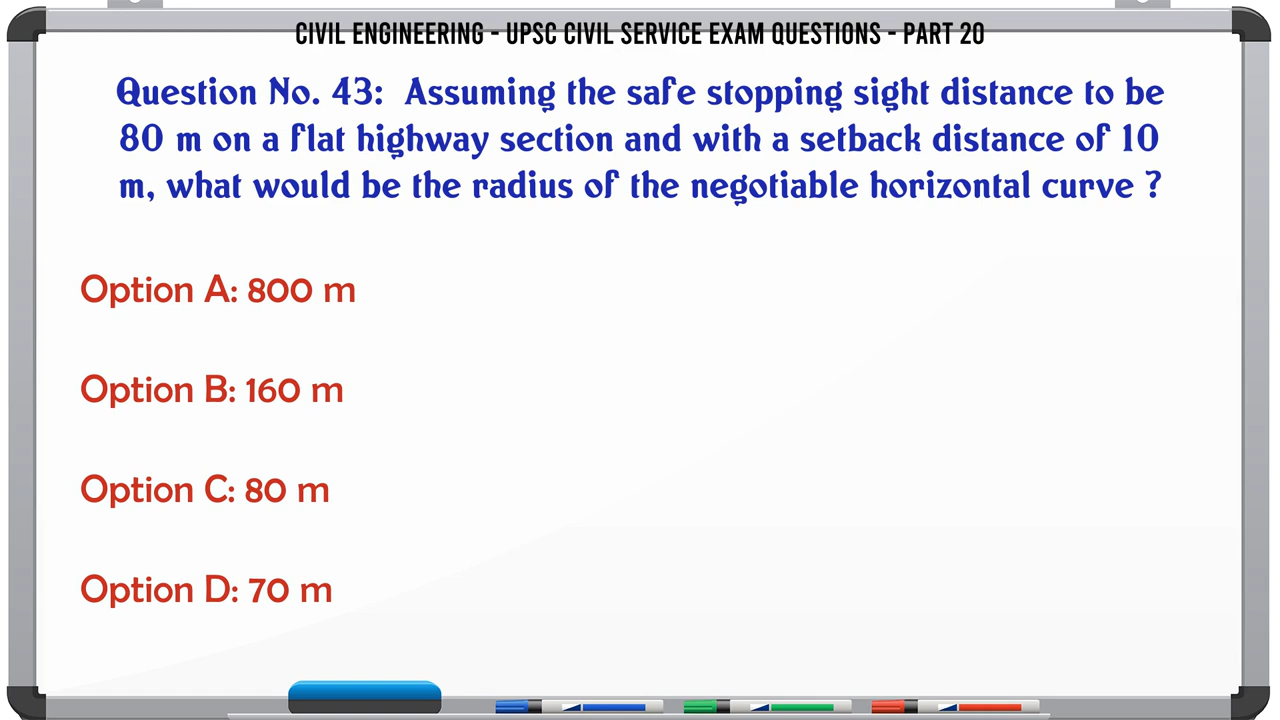 CIVIL ENGINEERING - UPSC CIVIL SERVICE EXAM QUESTIONS - PART 20
Question No. 43: Assuming the safe stopping sight distance to be
80 m on a flat highway section and with a setback distance of 10
m, what would be the radius of the negotiable horizontal curve ?
Option A: 800 m
Option B: 160 m
Option C: 80 m
Option D: 70 m